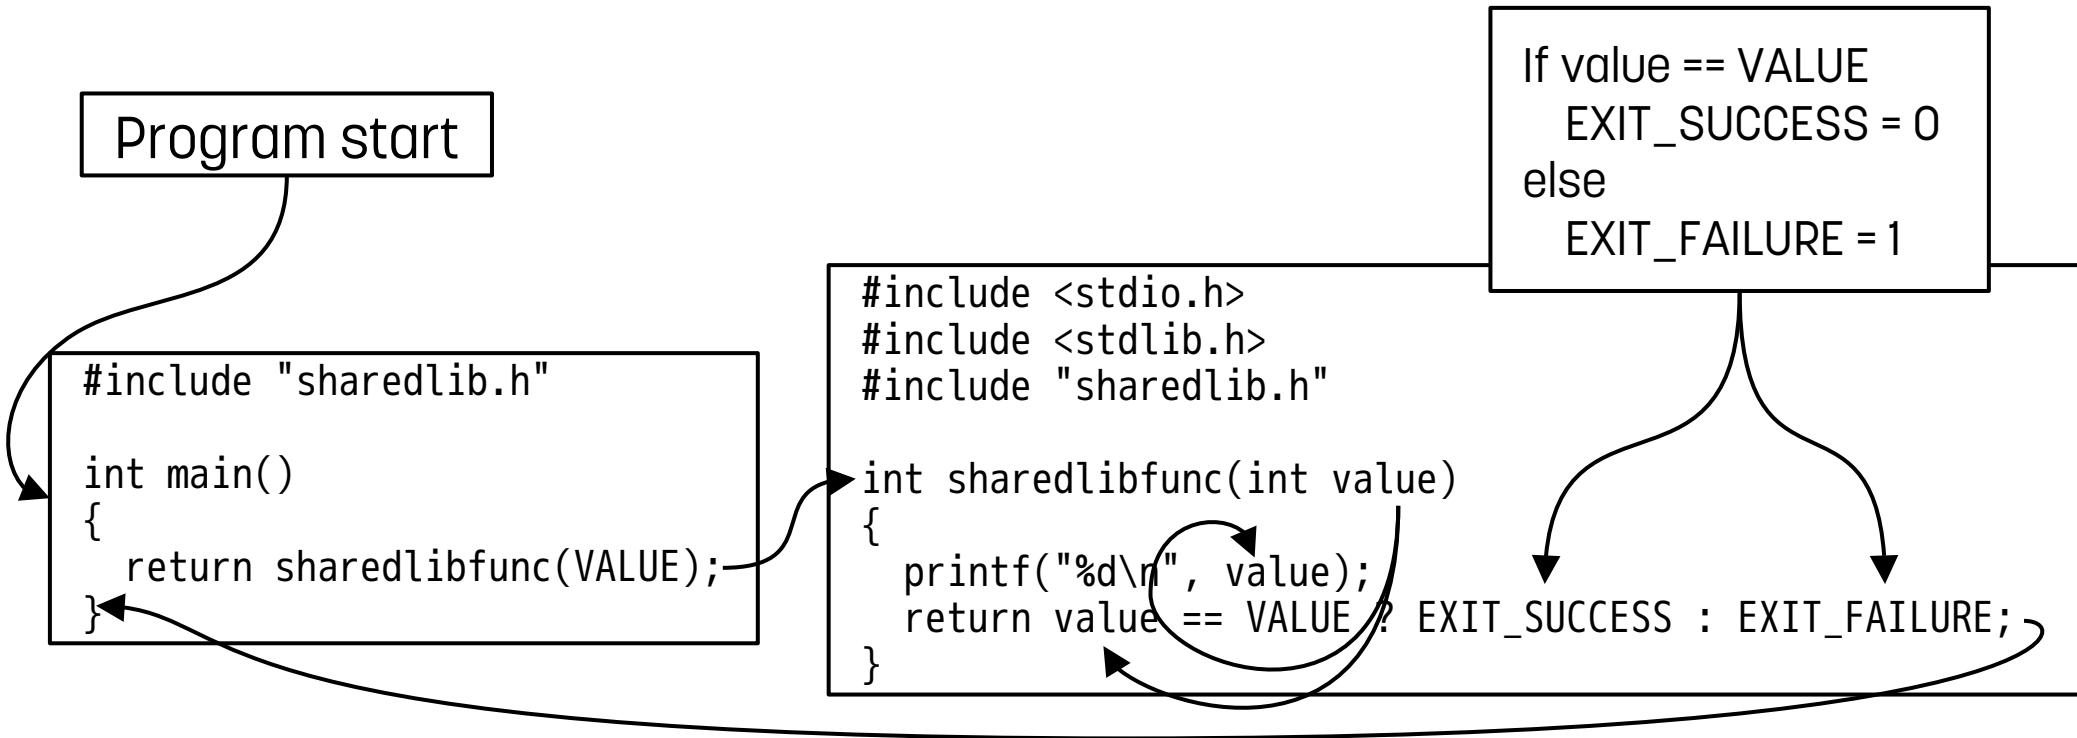 Program start
#include "sharedlib.h"
int main()
{
return sharedlibfunc(VALUE);
}
#include <stdio.h>
#include <stdlib.h>
#include "sharedlib.h"
int sharedlibfunc(int value)
{
printf("%d\n", value);
return value == VALUE ? EXIT_SUCCESS : EXIT_FAILURE;
}
If value == VALUE
EXIT_SUCCESS = 0
else
EXIT_FAILURE = 1